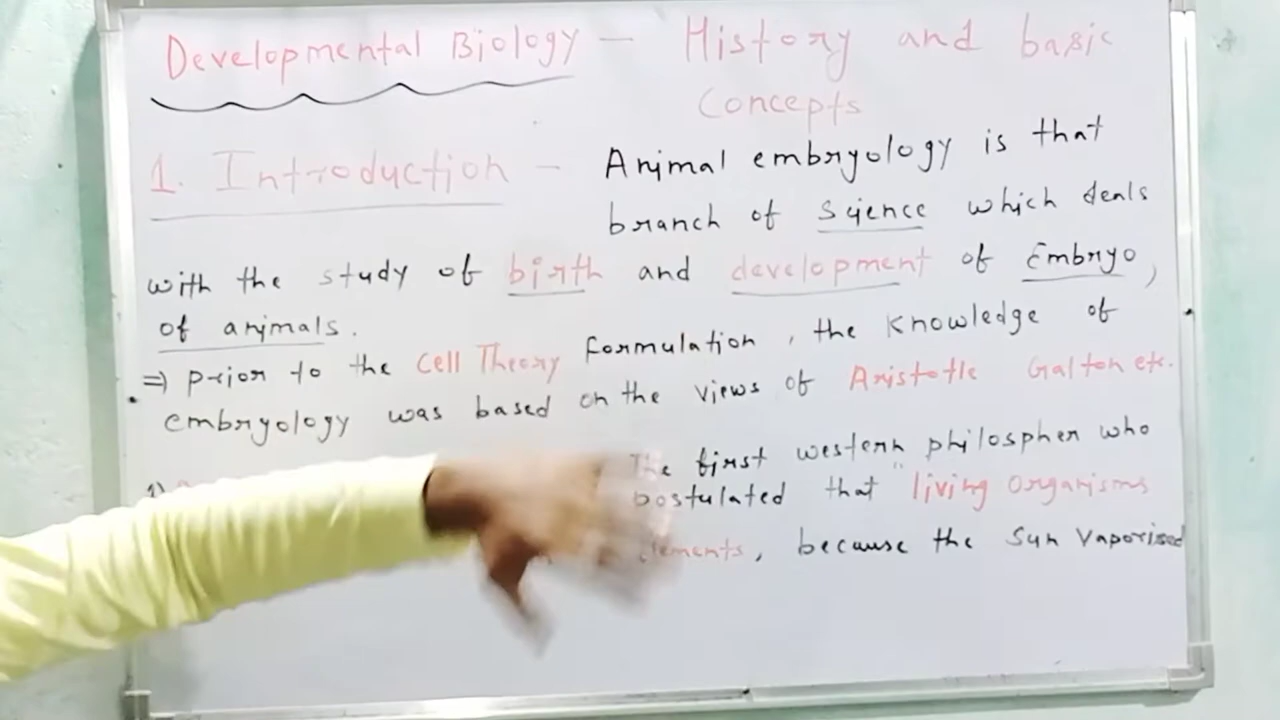 Developmental Biology - History and basic
Concepts
1. Introduction - Animal embryology is that
branch of Science which deals
with the study of birth and development of Embryo,
of animals.
⇒ prior to the Cell Theory formulation, the Knowledge of
embryology was based on the views of Aristotle Galton etc.
1) The first western philospher who
postulated that "living organisms
elements, because the Sun vaporised